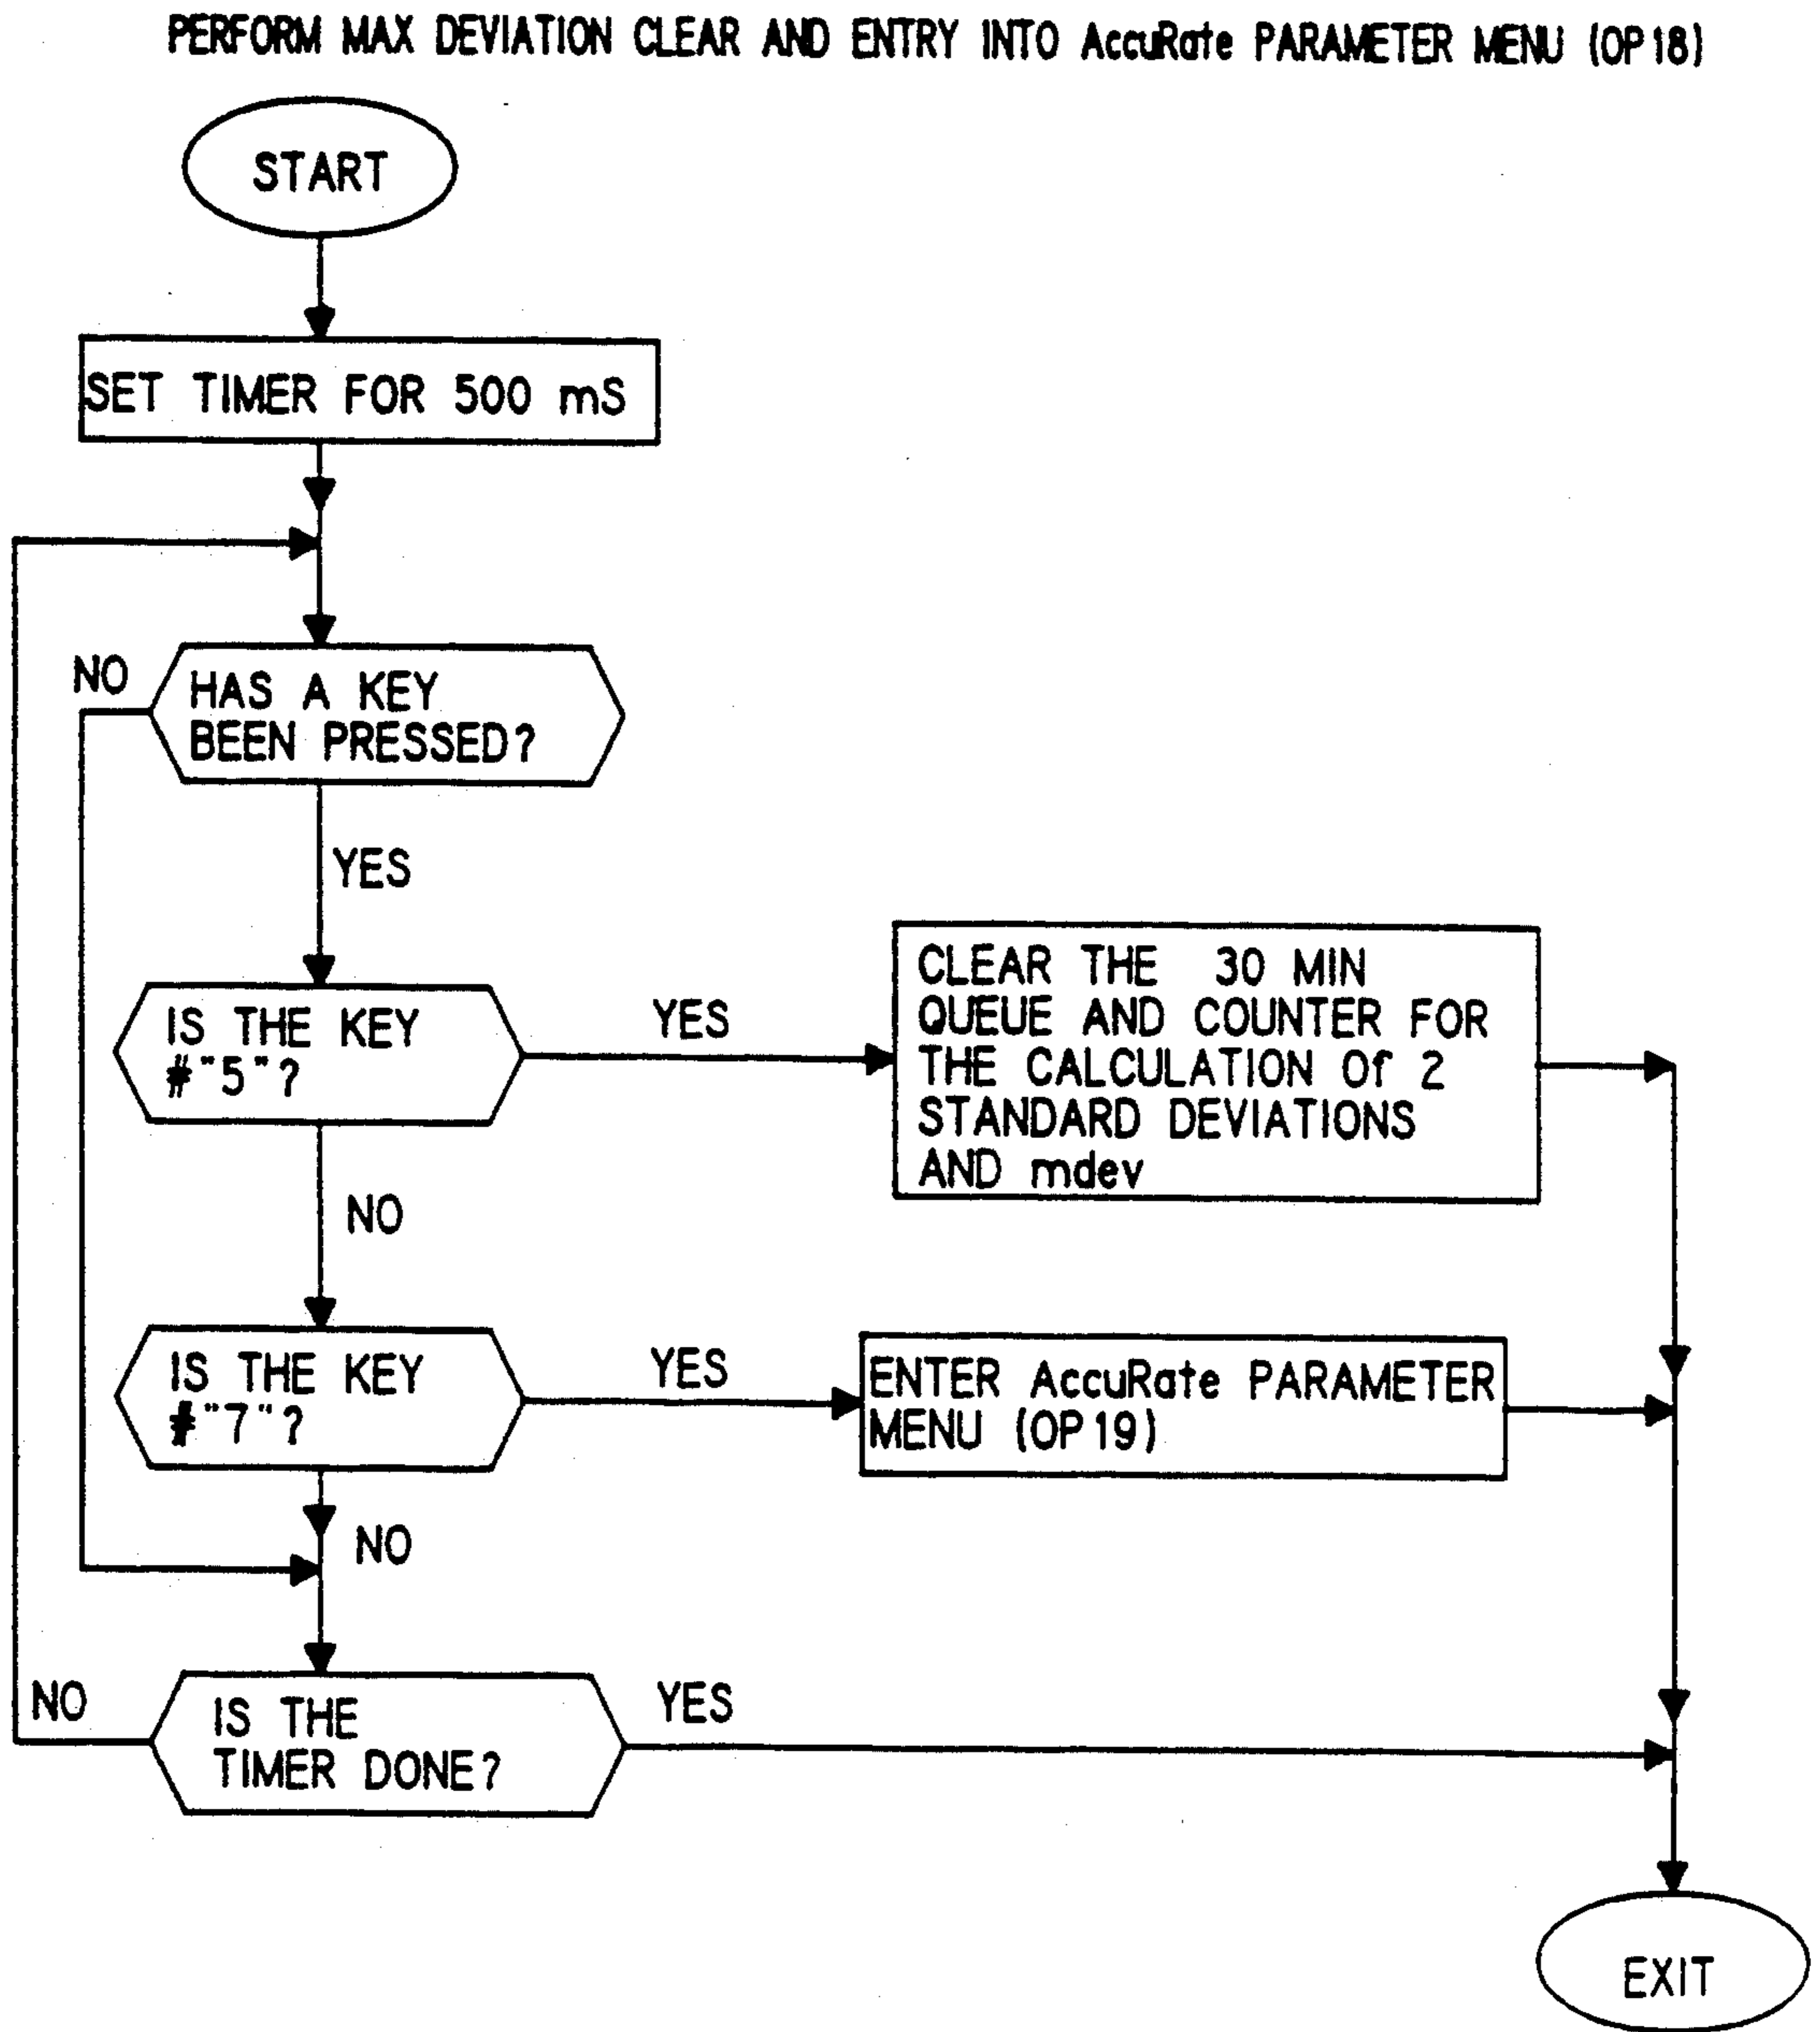 PERFORM MAX DEVIATION CLEAR AND ENTRY INTO AccuRate PARAMETER MENU (OP18)
START
SET TIMER FOR 500 mS
NO
HAS A KEY
BEEN PRESSED?
YES
IS THE KEY
#"5"?
YES
CLEAR THE 30 MIN
QUEUE AND COUNTER FOR
THE CALCULATION Of 2
STANDARD DEVIATIONS
AND mdev
NO
IS THE KEY
#"7"?
YES
ENTER AccuRate PARAMETER
MENU (OP19)
NO
NO
IS THE
TIMER DONE?
YES
EXIT